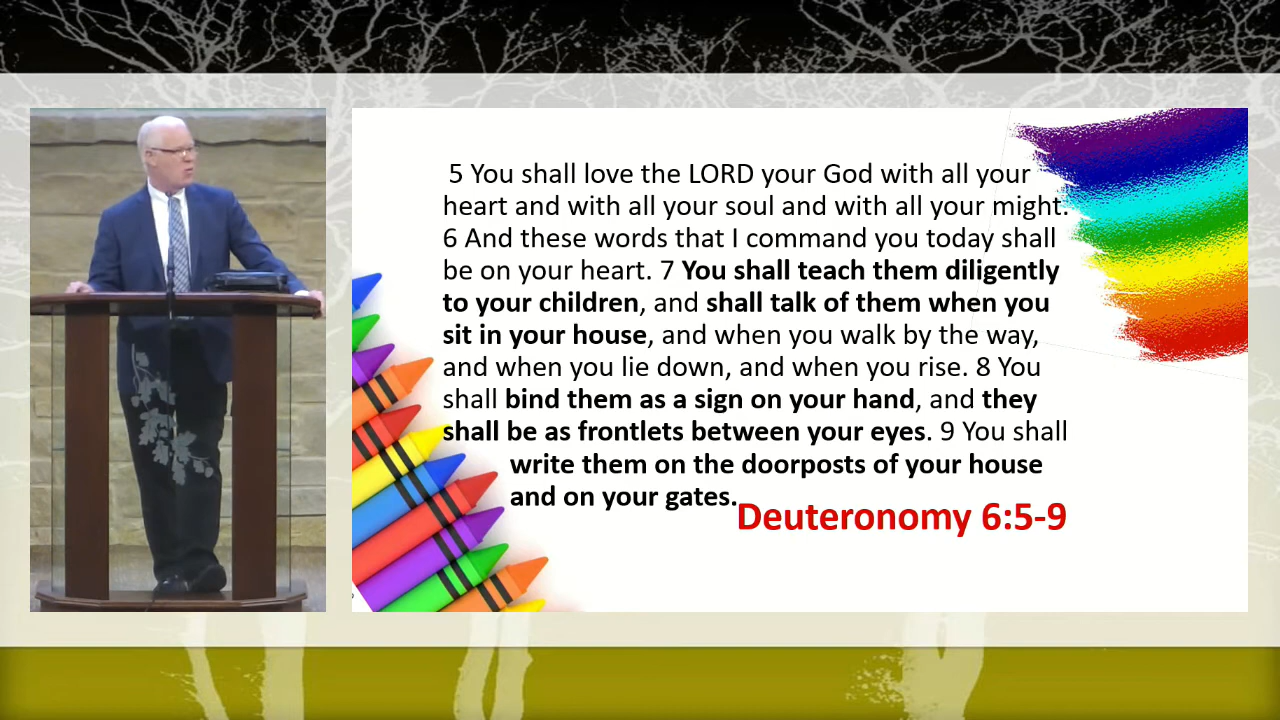 5 You shall love the LORD your God with all your
heart and with all your soul and with all your might.
6 And these words that I command you today shall
be on your heart. 7 You shall teach them diligently
to your children, and shall talk of them when you
sit in your house, and when you walk by the way,
and when you lie down, and when you rise. 8 You
shall bind them as a sign on your hand, and they
shall be as frontlets between your eyes. 9 You shall
write them on the doorposts of your house
and on your gates.
Deuteronomy 6:5-9